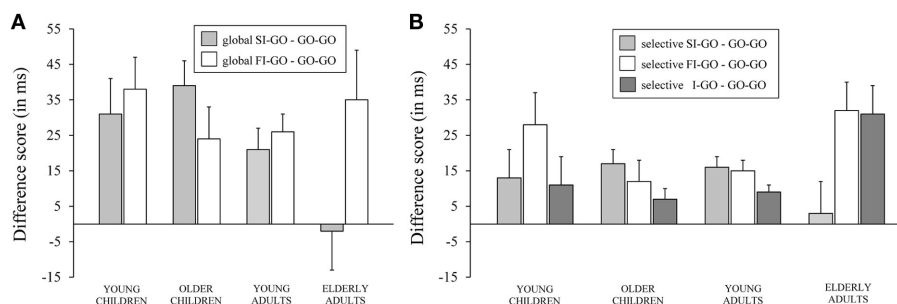 A
Difference score (in ms)
55
45
35
25
15
5
-5
-15
global SI-GO - GO-GO
global FI-GO - GO-GO
YOUNG CHILDREN
OLDER CHILDREN
YOUNG ADULTS
ELDERLY ADULTS
B
Difference score (in ms)
55
45
35
25
15
5
-5
-15
selective SI-GO - GO-GO
selective FI-GO - GO-GO
selective I-GO - GO-GO
YOUNG CHILDREN
OLDER CHILDREN
YOUNG ADULTS
ELDERLY ADULTS